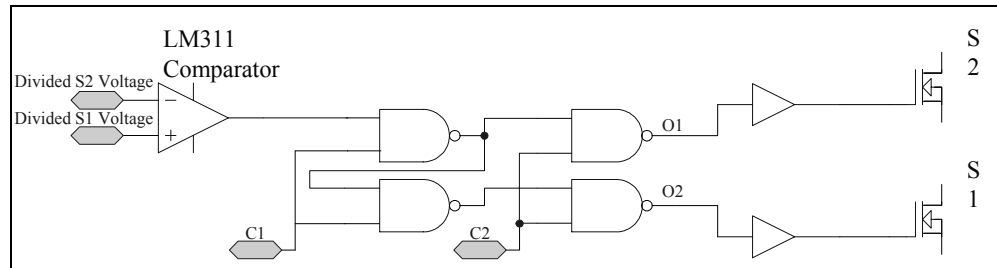 LM311
Comparator
Divided S2 Voltage
Divided S1 Voltage
−
+
C1
C2
O1
O2
S
2
S
1